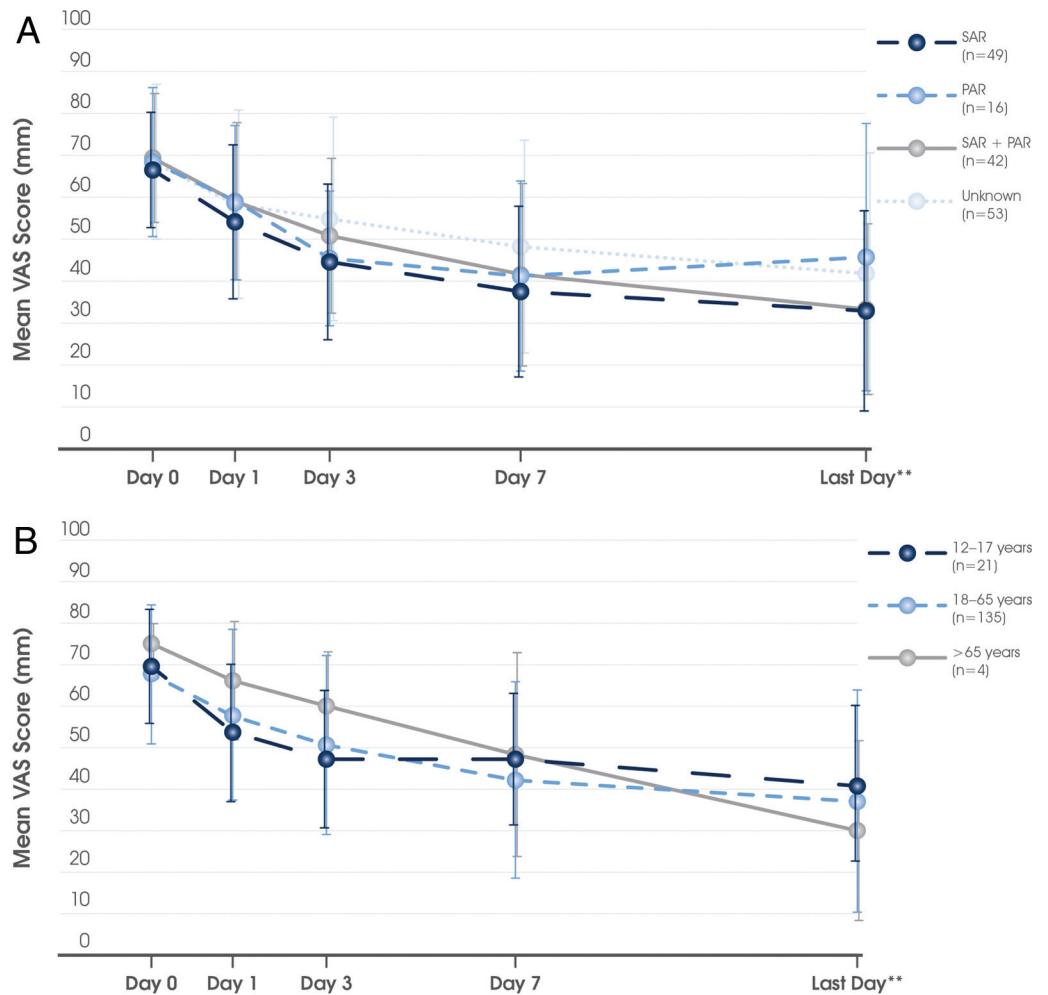 A
Mean VAS Score (mm)
100
90
80
70
60
50
40
30
20
10
0
Day 0
Day 1
Day 3
Day 7
Last Day**
SAR
(n=49)
PAR
(n=16)
SAR + PAR
(n=42)
Unknown
(n=53)
B
Mean VAS Score (mm)
100
90
80
70
60
50
40
30
20
10
0
Day 0
Day 1
Day 3
Day 7
Last Day**
12–17 years
(n=21)
18–65 years
(n=135)
>65 years
(n=4)